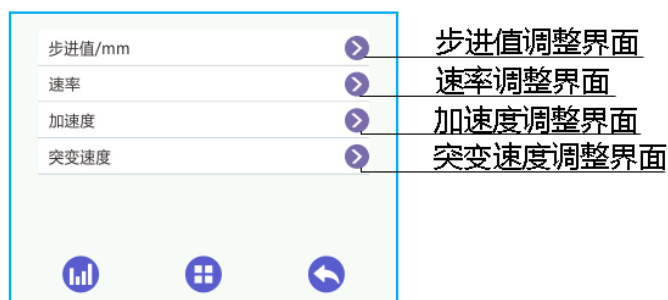 步进值/mm
步进值调整界面
速率
速率调整界面
加速度
加速度调整界面
突变速度
突变速度调整界面